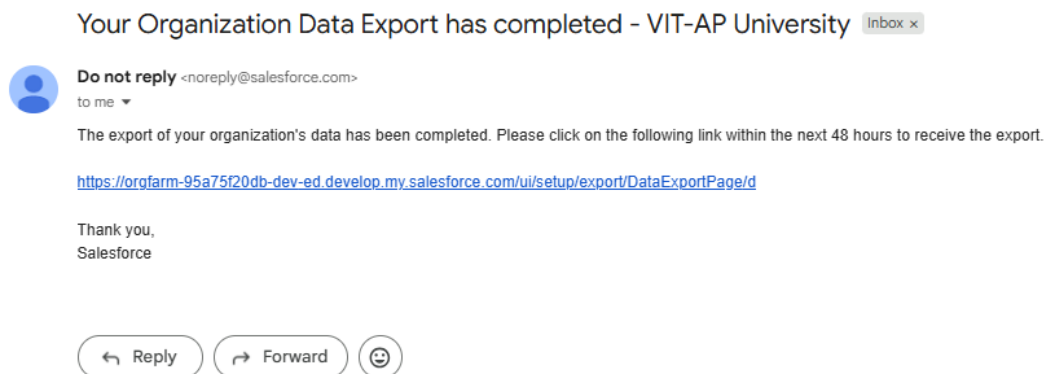 Your Organization Data Export has completed - VIT-AP University Inbox ×
Do not reply <noreply@salesforce.com>
to me
The export of your organization's data has been completed. Please click on the following link within the next 48 hours to receive the export.
https://orgfarm-95a75f20db-dev-ed.develop.my.salesforce.com/ui/setup/export/DataExportPage/d
Thank you,
Salesforce
Reply Forward